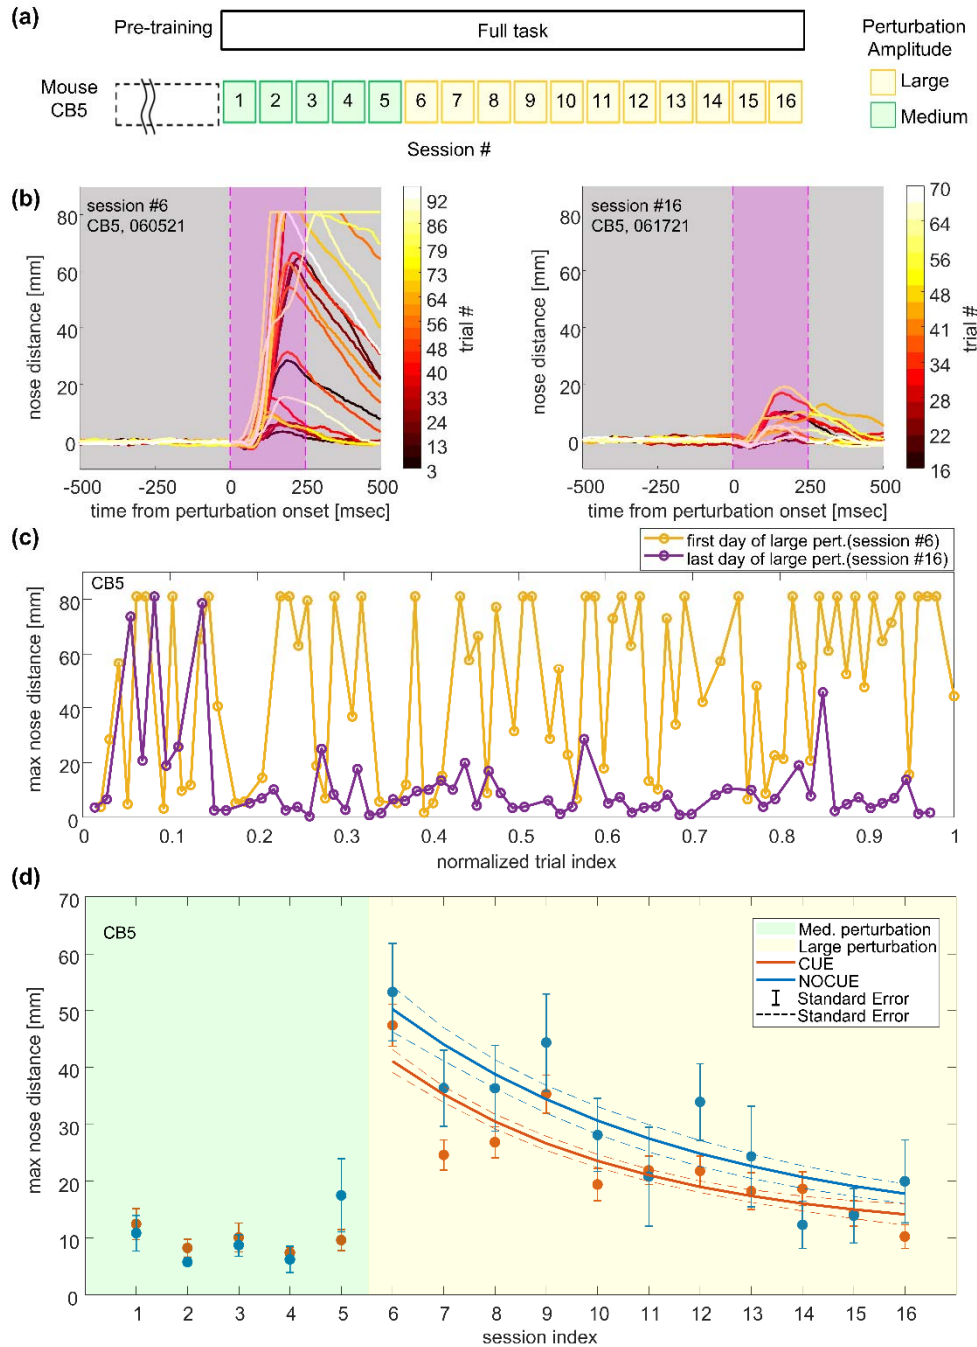 (a)
Pre-training
Full task
Perturbation
Amplitude
Mouse
CB5
1 2 3 4 5 6 7 8 9 10 11 12 13 14 15 16
Large
Medium
Session #
(b)
session #6
CB5, 060521
80
60
40
20
0
nose distance [mm]
-500 -250 0 250 500
time from perturbation onset [msec]
92
86
79
73
64
56
48
40
29
23
13
3
trial #
session #16
CB5, 061721
80
60
40
20
0
nose distance [mm]
-500 -250 0 250 500
time from perturbation onset [msec]
70
64
56
48
41
34
28
22
16
trial #
(c)
first day of large pert.(session #6)
last day of large pert.(session #16)
CB5
80
60
40
20
0
max nose distance [mm]
0 0.1 0.2 0.3 0.4 0.5 0.6 0.7 0.8 0.9 1
normalized trial index
(d)
70
60
50
40
30
20
10
0
max nose distance [mm]
CB5
Med. perturbation
Large perturbation
CUE
NOCUE
Standard Error
Standard Error
1 2 3 4 5 6 7 8 9 10 11 12 13 14 15 16
session index